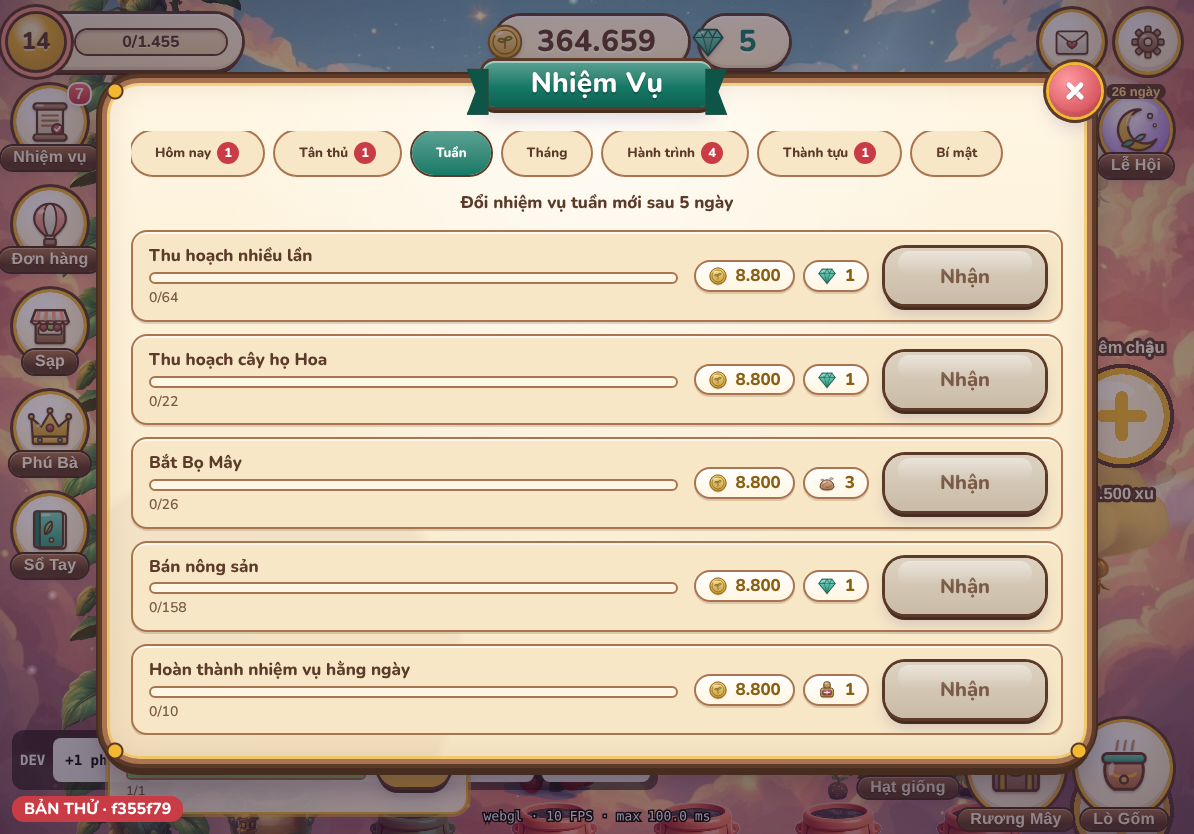 14
0/1.455
364.659
5
7
Nhiệm vụ
Đơn hàng
Sạp
Phú Bà
Sổ Tay
26 ngày
Lễ Hội
êm chậu
.500 xu
Nhiệm Vụ
Hôm nay 1
Tân thủ 1
Tuần
Tháng
Hành trình 4
Thành tựu 1
Bí mật
Đổi nhiệm vụ tuần mới sau 5 ngày
Thu hoạch nhiều lần
0/64
8.800
1
Nhận
Thu hoạch cây họ Hoa
0/22
8.800
1
Nhận
Bắt Bọ Mây
0/26
8.800
3
Nhận
Bán nông sản
0/158
8.800
1
Nhận
Hoàn thành nhiệm vụ hằng ngày
0/10
8.800
1
Nhận
DEV
+1 ph
1/1
BẢN THỬ · f355f79
webgl · 10 FPS · max 100.0 ms
Hạt giống
Rương Mây
Lò Gốm